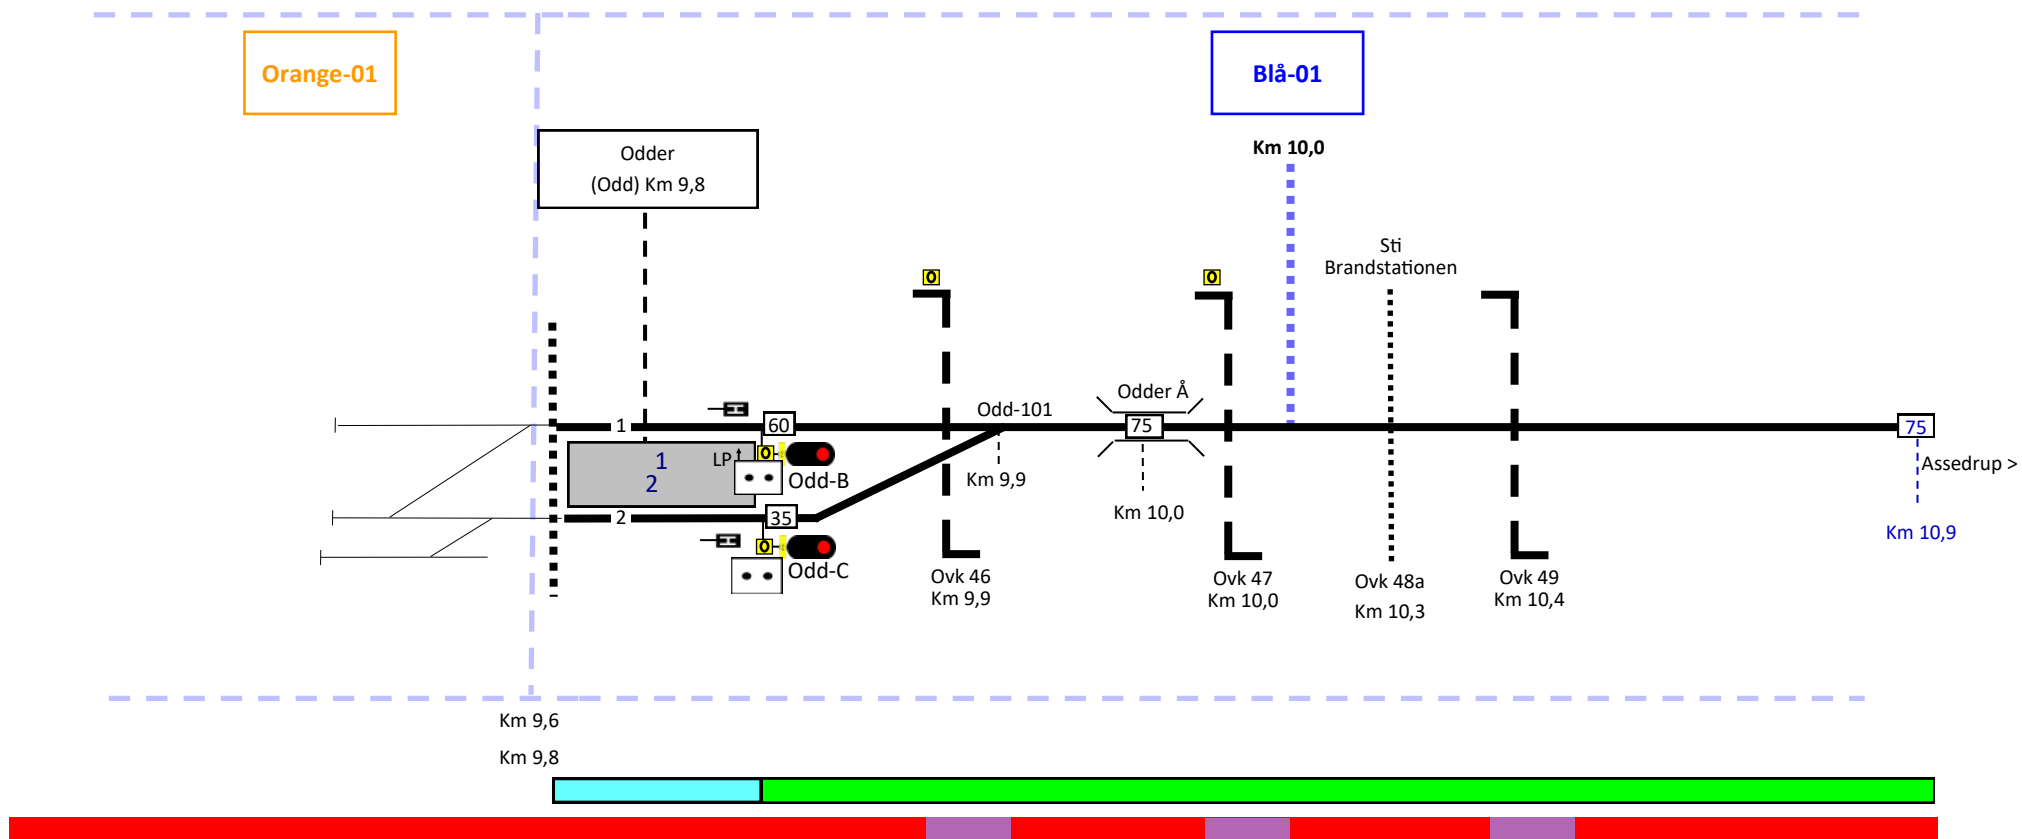 Orange-01
Blå-01
Odder
(Odd) Km 9,8
Km 10,0
Sti
Brandstationen
O
O
Odder Å
Odd-101
1
60
75
75
1
LP
2
O
Odd-B
Km 9,9
Assedrup >
Km 10,0
2
35
Km 10,9
O
Odd-C
Ovk 46
Km 9,9
Ovk 47
Km 10,0
Ovk 48a
Km 10,3
Ovk 49
Km 10,4
Km 9,6
Km 9,8